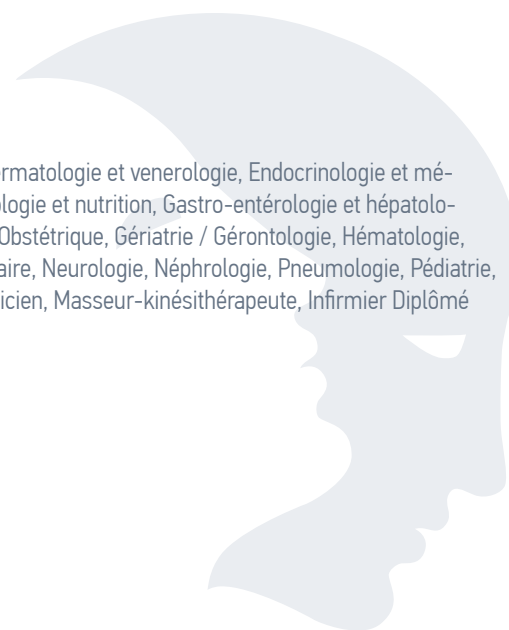 rmatologie et venerologie, Endocrinologie et mé-
ologie et nutrition, Gastro-entérologie et hépatolo-
Obstétrique, Gériatrie / Gérontologie, Hématologie,
aire, Neurologie, Néphrologie, Pneumologie, Pédiatrie,
icien, Masseur-kinésithérapeute, Infirmier Diplômé